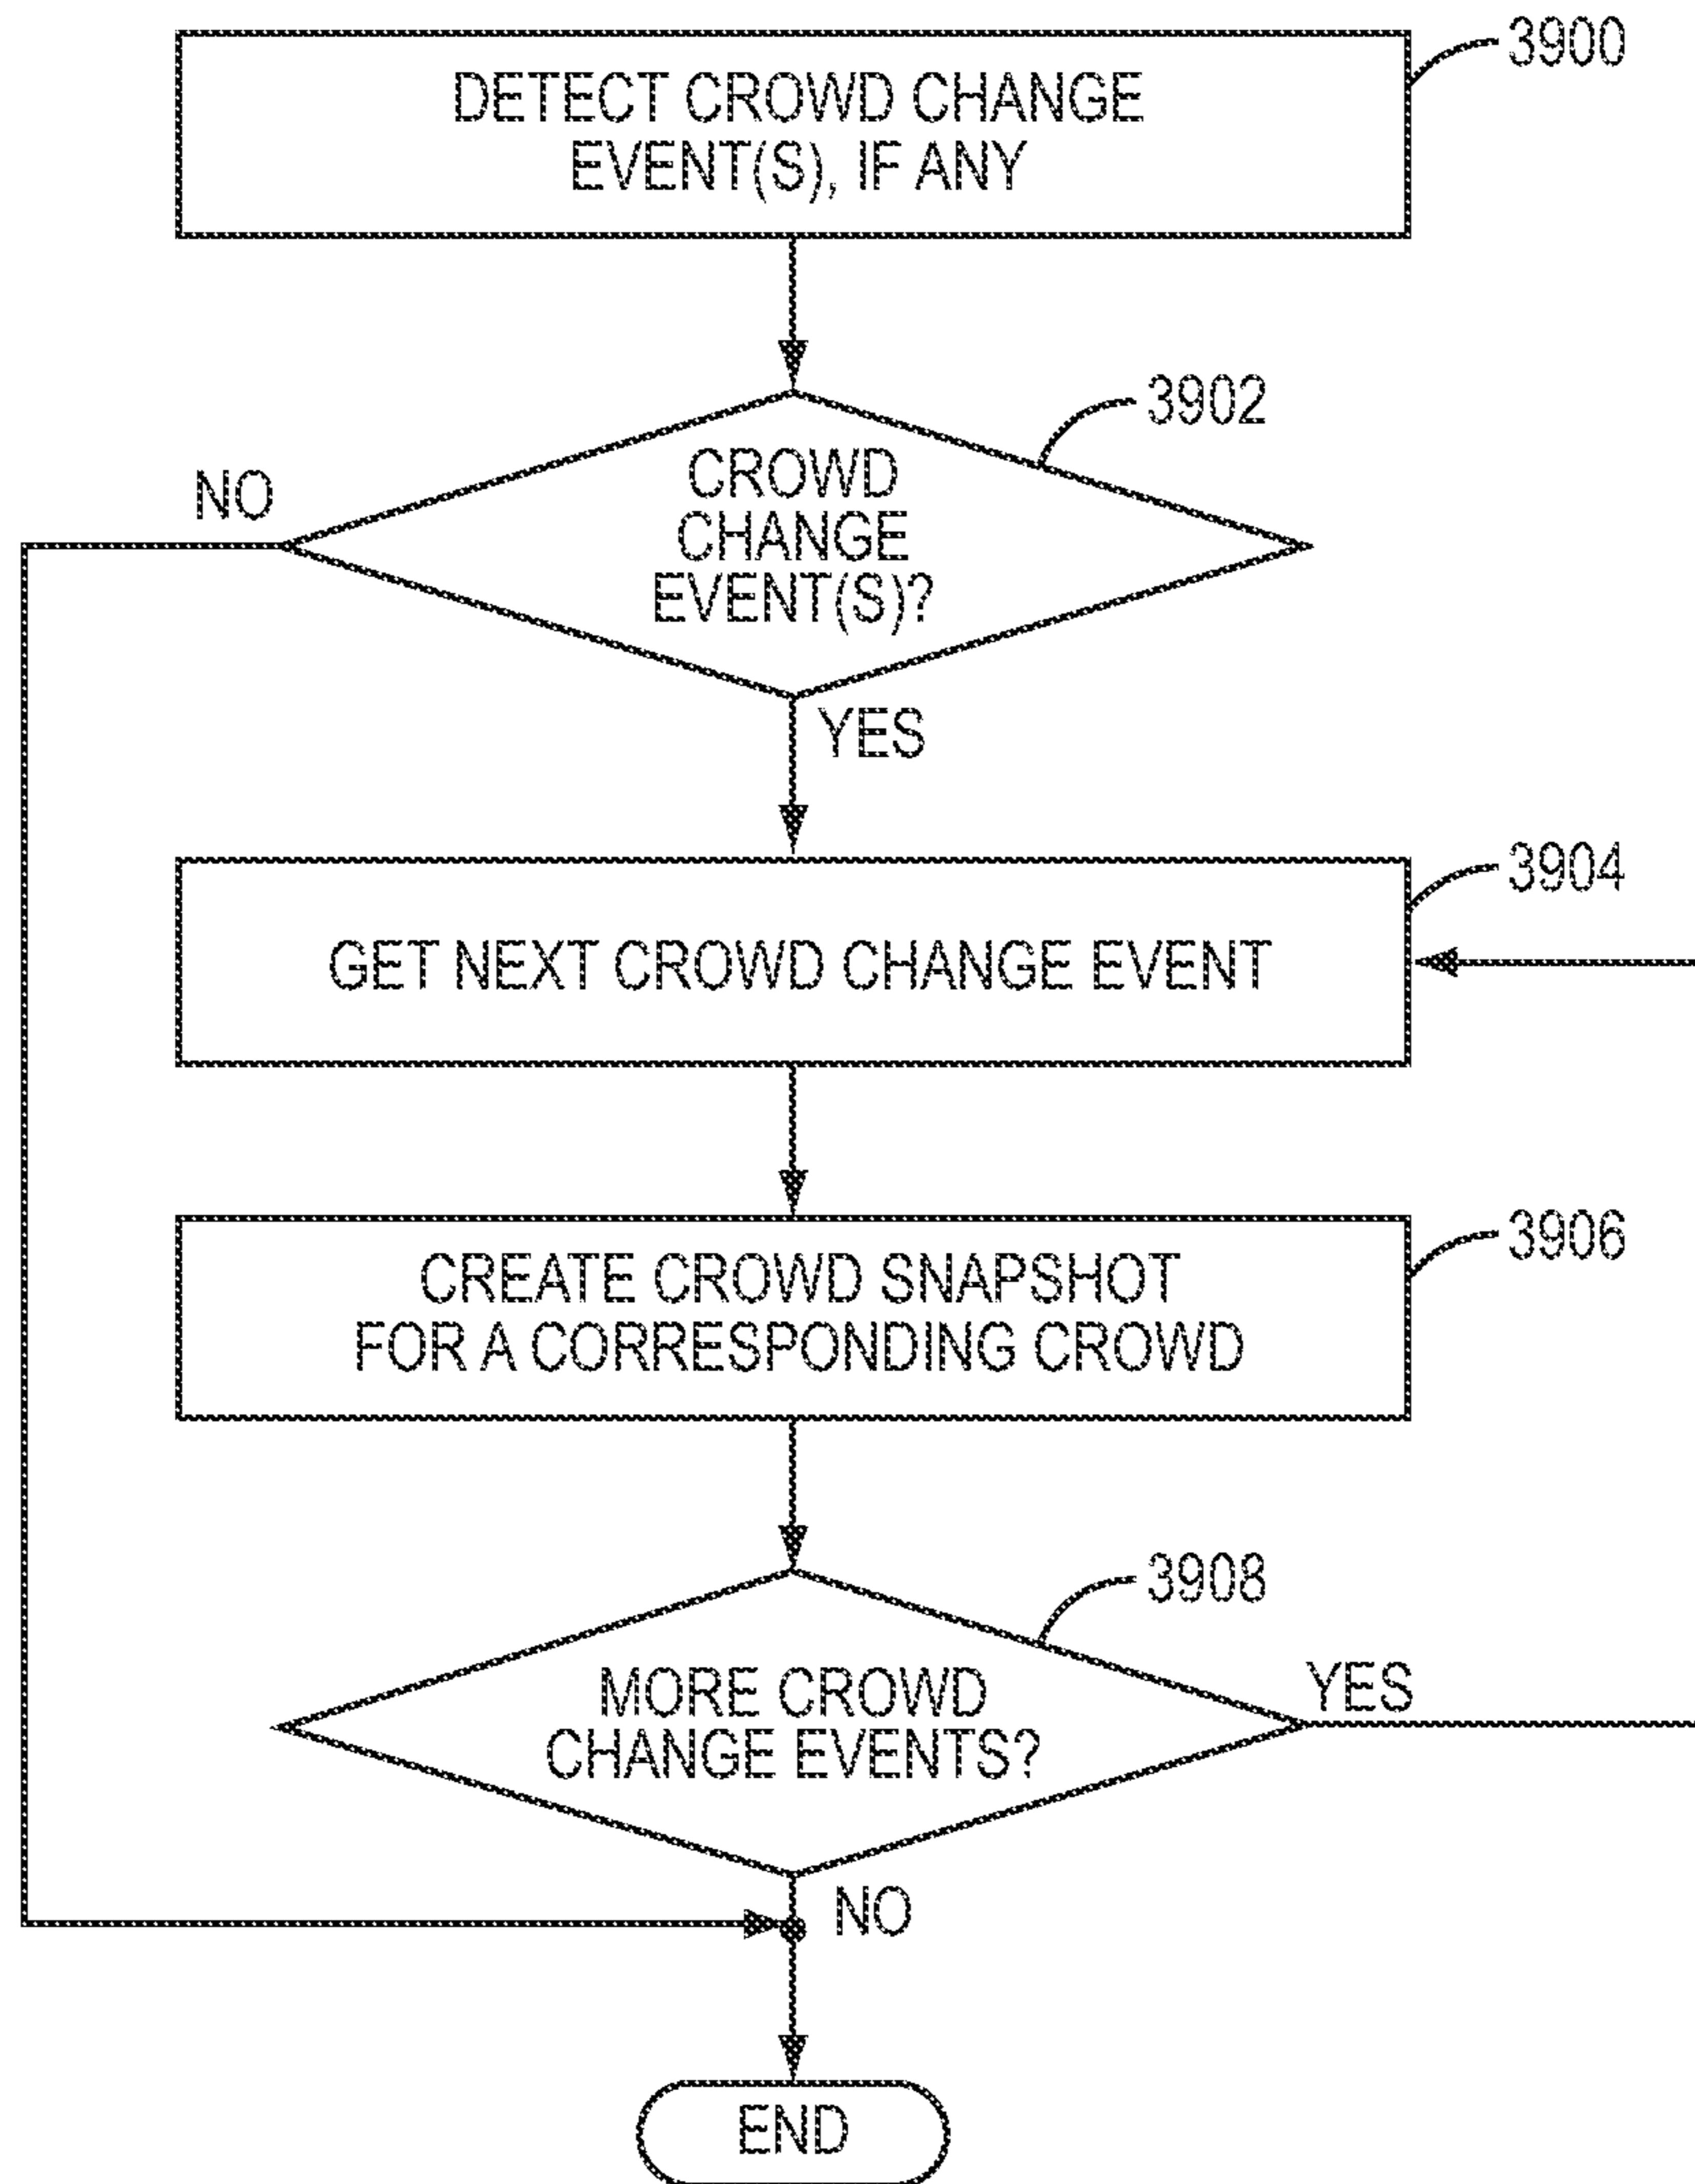 3900
DETECT CROWD CHANGE
EVENT(S), IF ANY
3902
NO
CROWD
CHANGE
EVENT(S)?
YES
3904
GET NEXT CROWD CHANGE EVENT
3906
CREATE CROWD SNAPSHOT
FOR A CORRESPONDING CROWD
3908
MORE CROWD
CHANGE EVENTS?
YES
NO
END